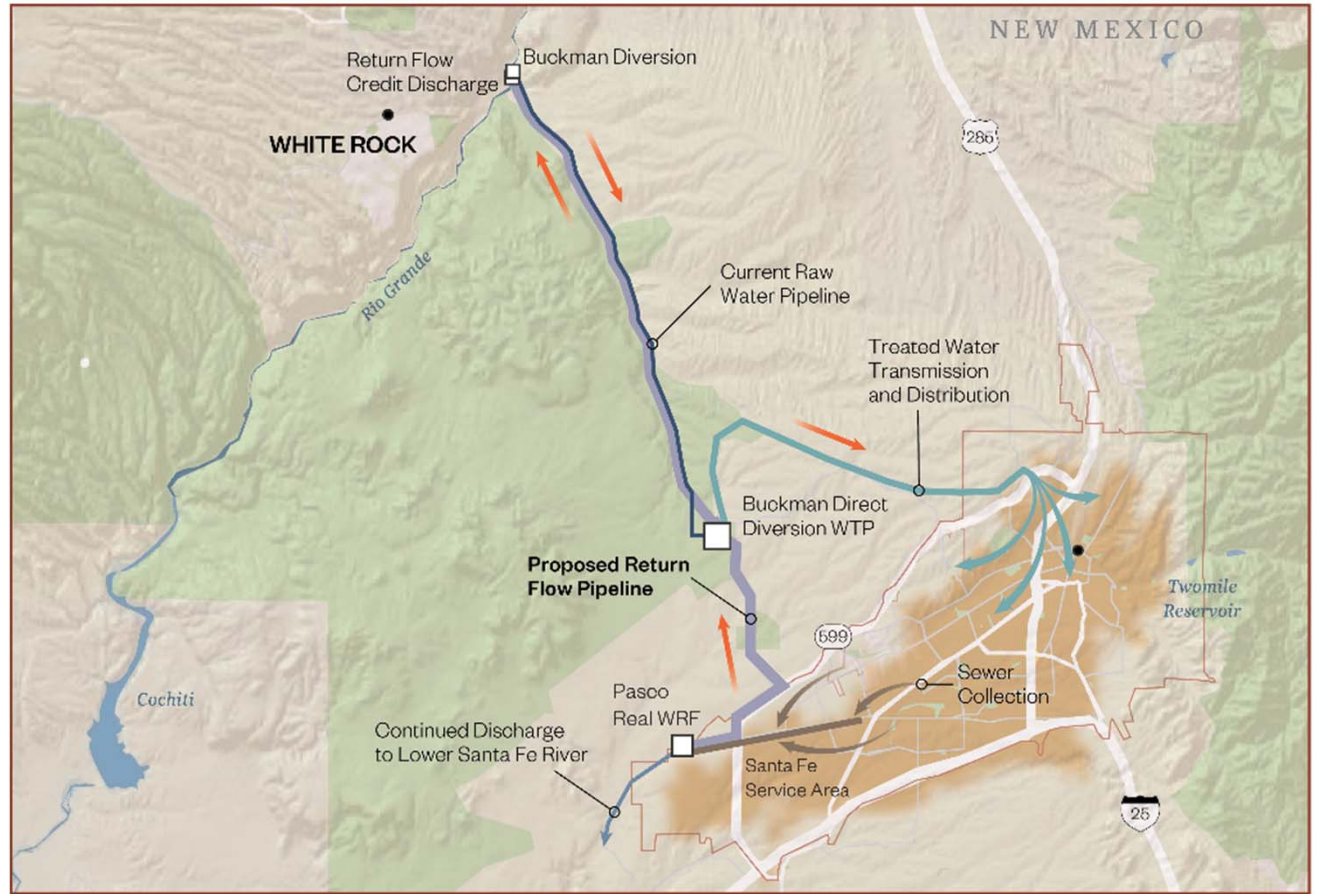 NEW MEXICO
Return Flow
Credit Discharge
Buckman Diversion
WHITE ROCK
285
Rio Grande
Current Raw
Water Pipeline
Treated Water
Transmission
and Distribution
Buckman Direct
Diversion WTP
Proposed Return
Flow Pipeline
Twomile
Reservoir
599
Sewer
Collection
Pasco
Real WRF
Cochiti
Continued Discharge
to Lower Santa Fe River
Santa Fe
Service Area
25